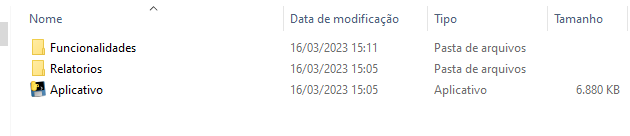 Nome Data de modificação Tipo Tamanho
Funcionalidades 16/03/2023 15:11 Pasta de arquivos
Relatorios 16/03/2023 15:05 Pasta de arquivos
Aplicativo 16/03/2023 15:05 Aplicativo 6.880 KB